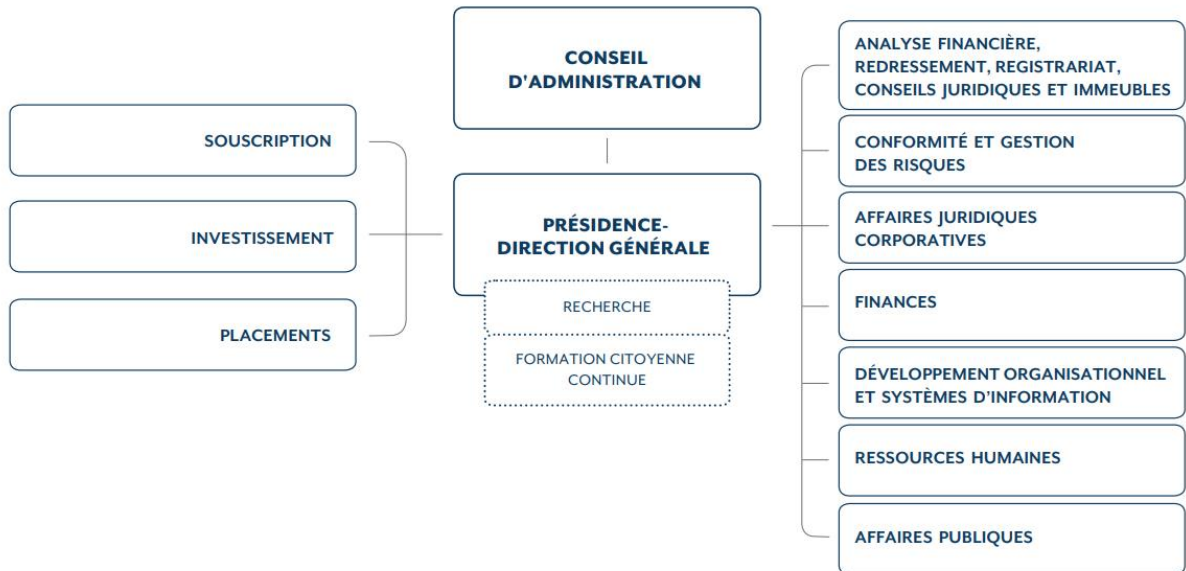 CONSEIL
D'ADMINISTRATION
SOUSCRIPTION
INVESTISSEMENT
PLACEMENTS
PRÉSIDENCE-
DIRECTION GÉNÉRALE
RECHERCHE
FORMATION CITOYENNE
CONTINUE
ANALYSE FINANCIÈRE,
REDRESSEMENT, REGISTRARIAT,
CONSEILS JURIDIQUES ET IMMEUBLES
CONFORMITÉ ET GESTION
DES RISQUES
AFFAIRES JURIDIQUES
CORPORATIVES
FINANCES
DÉVELOPPEMENT ORGANISATIONNEL
ET SYSTÈMES D'INFORMATION
RESSOURCES HUMAINES
AFFAIRES PUBLIQUES